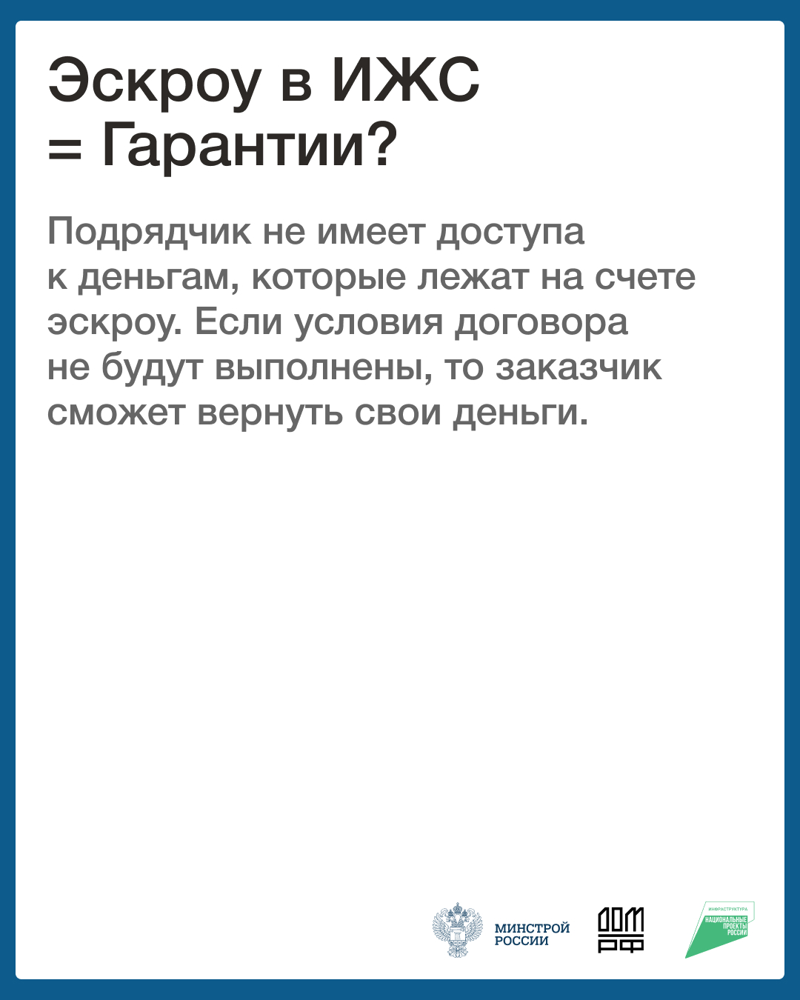 Эскроу в ИЖС
= Гарантии?
Подрядчик не имеет доступа
к деньгам, которые лежат на счете
эскроу. Если условия договора
не будут выполнены, то заказчик
сможет вернуть свои деньги.
МИНСТРОЙ
РОССИИ
ДОМ
РФ
ИНФРАСТРУКТУРА
НАЦИОНАЛЬНЫЕ
ПРОЕКТЫ
РОССИИ